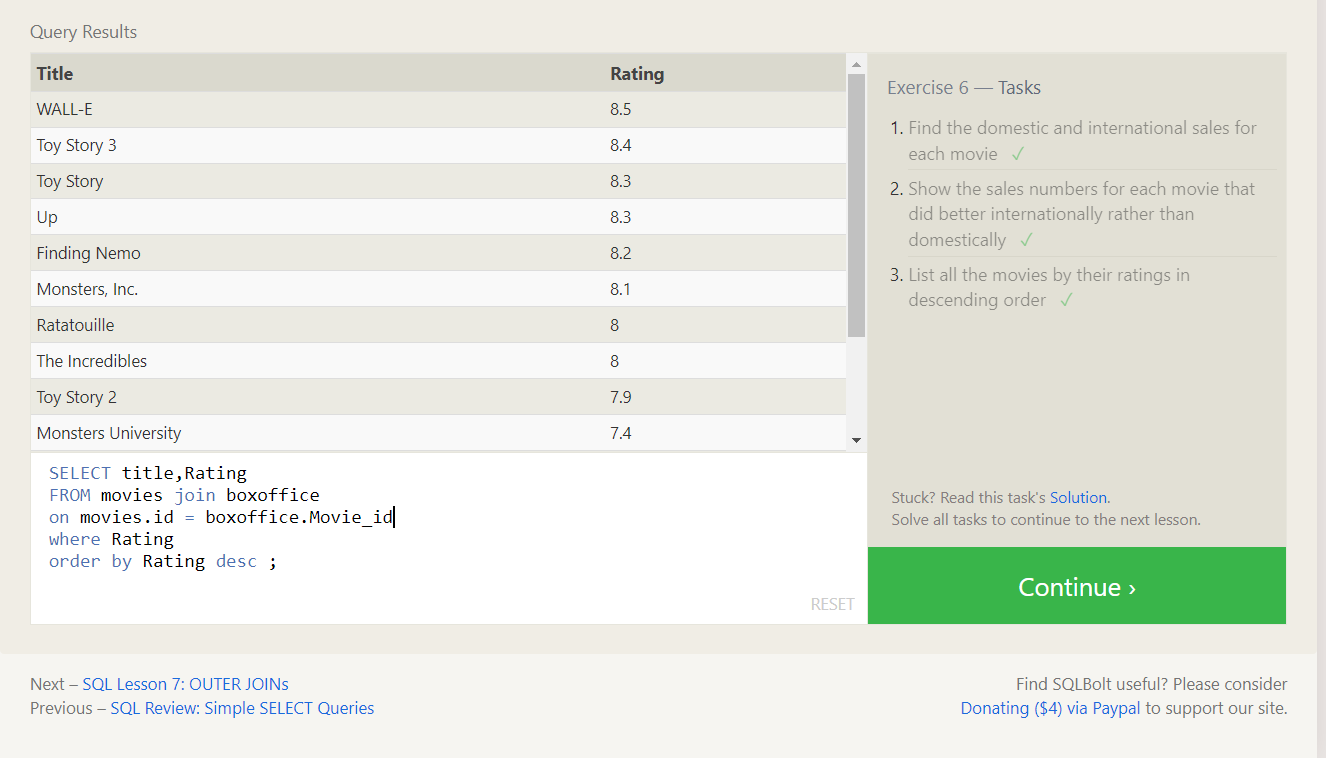 Query Results
Title Rating
WALL-E 8.5
Toy Story 3 8.4
Toy Story 8.3
Up 8.3
Finding Nemo 8.2
Monsters, Inc. 8.1
Ratatouille 8
The Incredibles 8
Toy Story 2 7.9
Monsters University 7.4
SELECT title,Rating
FROM movies join boxoffice
on movies.id = boxoffice.Movie_id
where Rating
order by Rating desc ;
RESET
Exercise 6 — Tasks
1. Find the domestic and international sales for
each movie ✓
2. Show the sales numbers for each movie that
did better internationally rather than
domestically ✓
3. List all the movies by their ratings in
descending order ✓
Stuck? Read this task's Solution.
Solve all tasks to continue to the next lesson.
Continue ›
Next – SQL Lesson 7: OUTER JOINs
Previous – SQL Review: Simple SELECT Queries
Find SQLBolt useful? Please consider
Donating ($4) via Paypal to support our site.